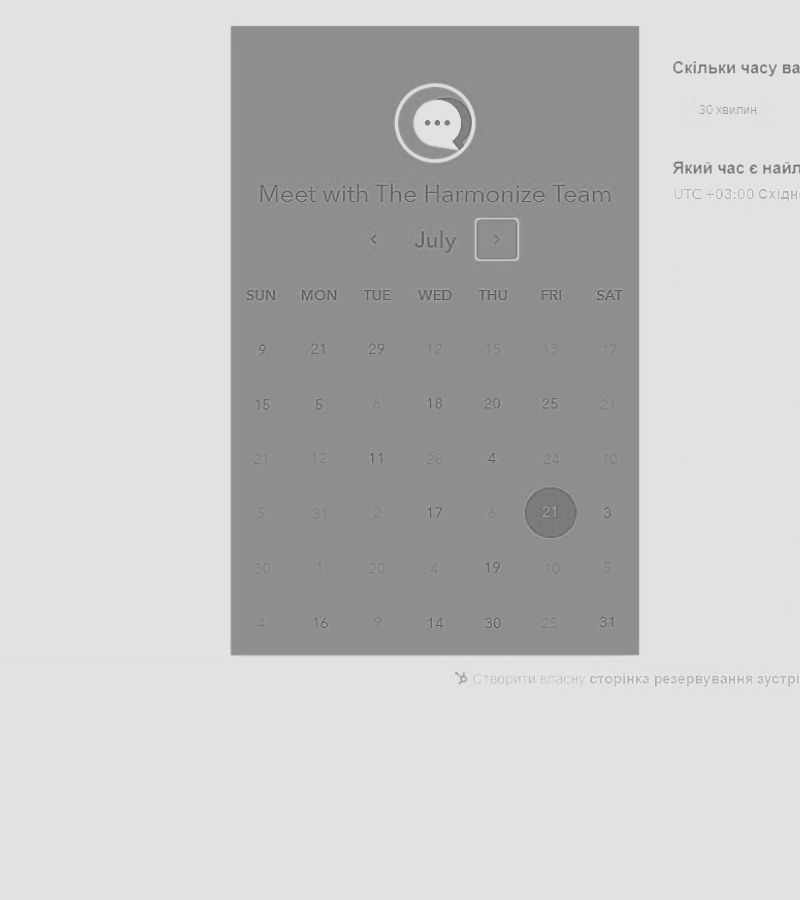 Meet with The Harmonize Team
July
SUN MON TUE WED THU FRI SAT
9 21 29 12 15 13 17
15 5 6 18 20 25 21
21 12 11 28 4 24 10
5 31 2 17 6 21 3
30 1 20 4 19 10 5
4 16 9 14 30 25 31
Скільки часу ва
30 хвилин
Який час є найл
UTC +03:00 Східн
Створити власну сторінка резервування зустрі